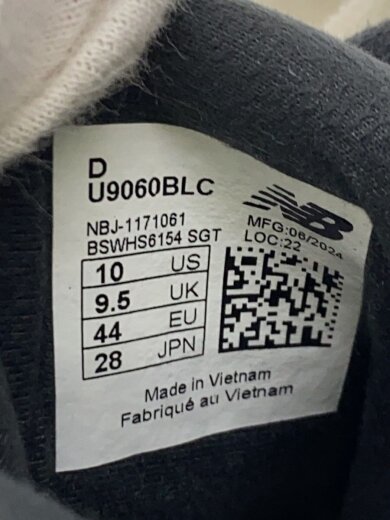 D
U9060BLC
NB
NBJ-1171061
MFG:06/2024
BSWHS6154 SGT
LOC:22
10 US
9.5 UK
44 EU
28 JPN
Made in Vietnam
Fabriqué au Vietnam